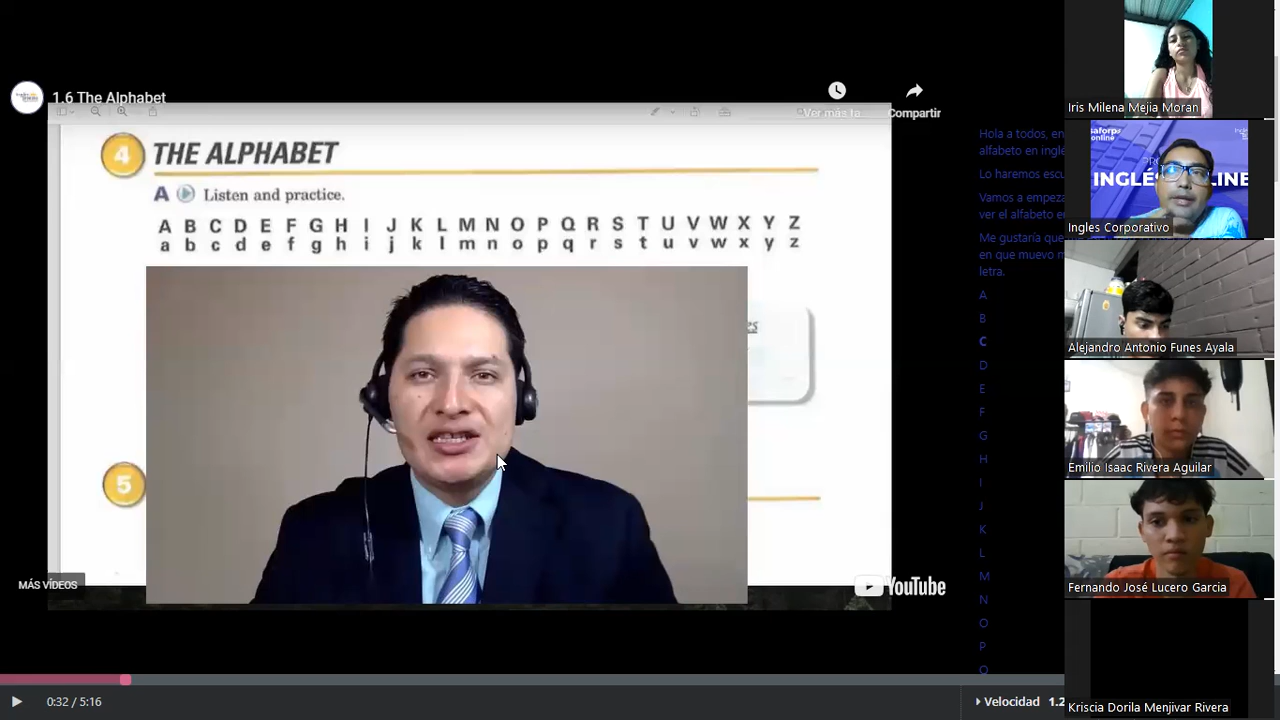 1.6 The Alphabet
Ver más ta...
Compartir
4 THE ALPHABET
A Listen and practice.
A B C D E F G H I J K L M N O P Q R S T U V W X Y Z
a b c d e f g h i j k l m n o p q r s t u v w x y z
5
MÁS VÍDEOS
YouTube
0:32 / 5:16
Velocidad 1.2
Hola a todos, en
alfabeto en inglé
Lo haremos escu
Vamos a empeza
ver el alfabeto en
Me gustaría que
en que muevo m
letra.
A
B
C
D
E
F
G
H
I
J
K
L
M
N
O
P
Q
Iris Milena Mejia Moran
saforp
online
INGLÉS LINE
Ingles Corporativo
Alejandro Antonio Funes Ayala
Emilio Isaac Rivera Aguilar
Fernando José Lucero Garcia
Kriscia Dorila Menjivar Rivera